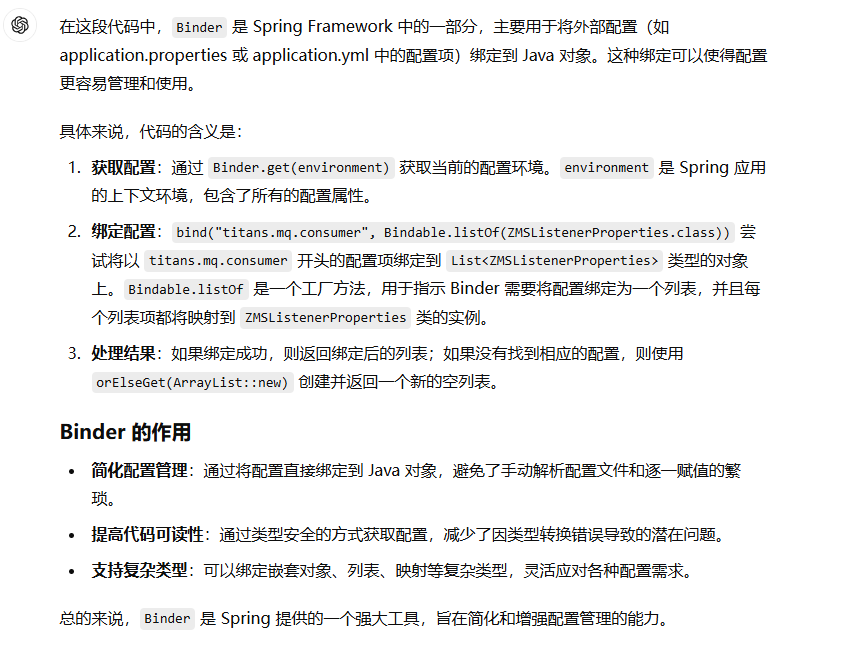 在这段代码中， Binder 是 Spring Framework 中的一部分，主要用于将外部配置（如
application.properties 或 application.yml 中的配置项）绑定到 Java 对象。这种绑定可以使得配置
更容易管理和使用。
具体来说，代码的含义是：
1. 获取配置：通过 Binder.get(environment) 获取当前的配置环境。 environment 是 Spring 应用
的上下文环境，包含了所有的配置属性。
2. 绑定配置： bind("titans.mq.consumer", Bindable.listOf(ZMSListenerProperties.class)) 尝
试将以 titans.mq.consumer 开头的配置项绑定到 List<ZMSListenerProperties> 类型的对象
上。 Bindable.listOf 是一个工厂方法，用于指示 Binder 需要将配置绑定为一个列表，并且每
个列表项都将映射到 ZMSListenerProperties 类的实例。
3. 处理结果：如果绑定成功，则返回绑定后的列表；如果没有找到相应的配置，则使用
orElseGet(ArrayList::new) 创建并返回一个新的空列表。
Binder 的作用
• 简化配置管理：通过将配置直接绑定到 Java 对象，避免了手动解析配置文件和逐一赋值的繁
琐。
• 提高代码可读性：通过类型安全的方式获取配置，减少了因类型转换错误导致的潜在问题。
• 支持复杂类型：可以绑定嵌套对象、列表、映射等复杂类型，灵活应对各种配置需求。
总的来说， Binder 是 Spring 提供的一个强大工具，旨在简化和增强配置管理的能力。